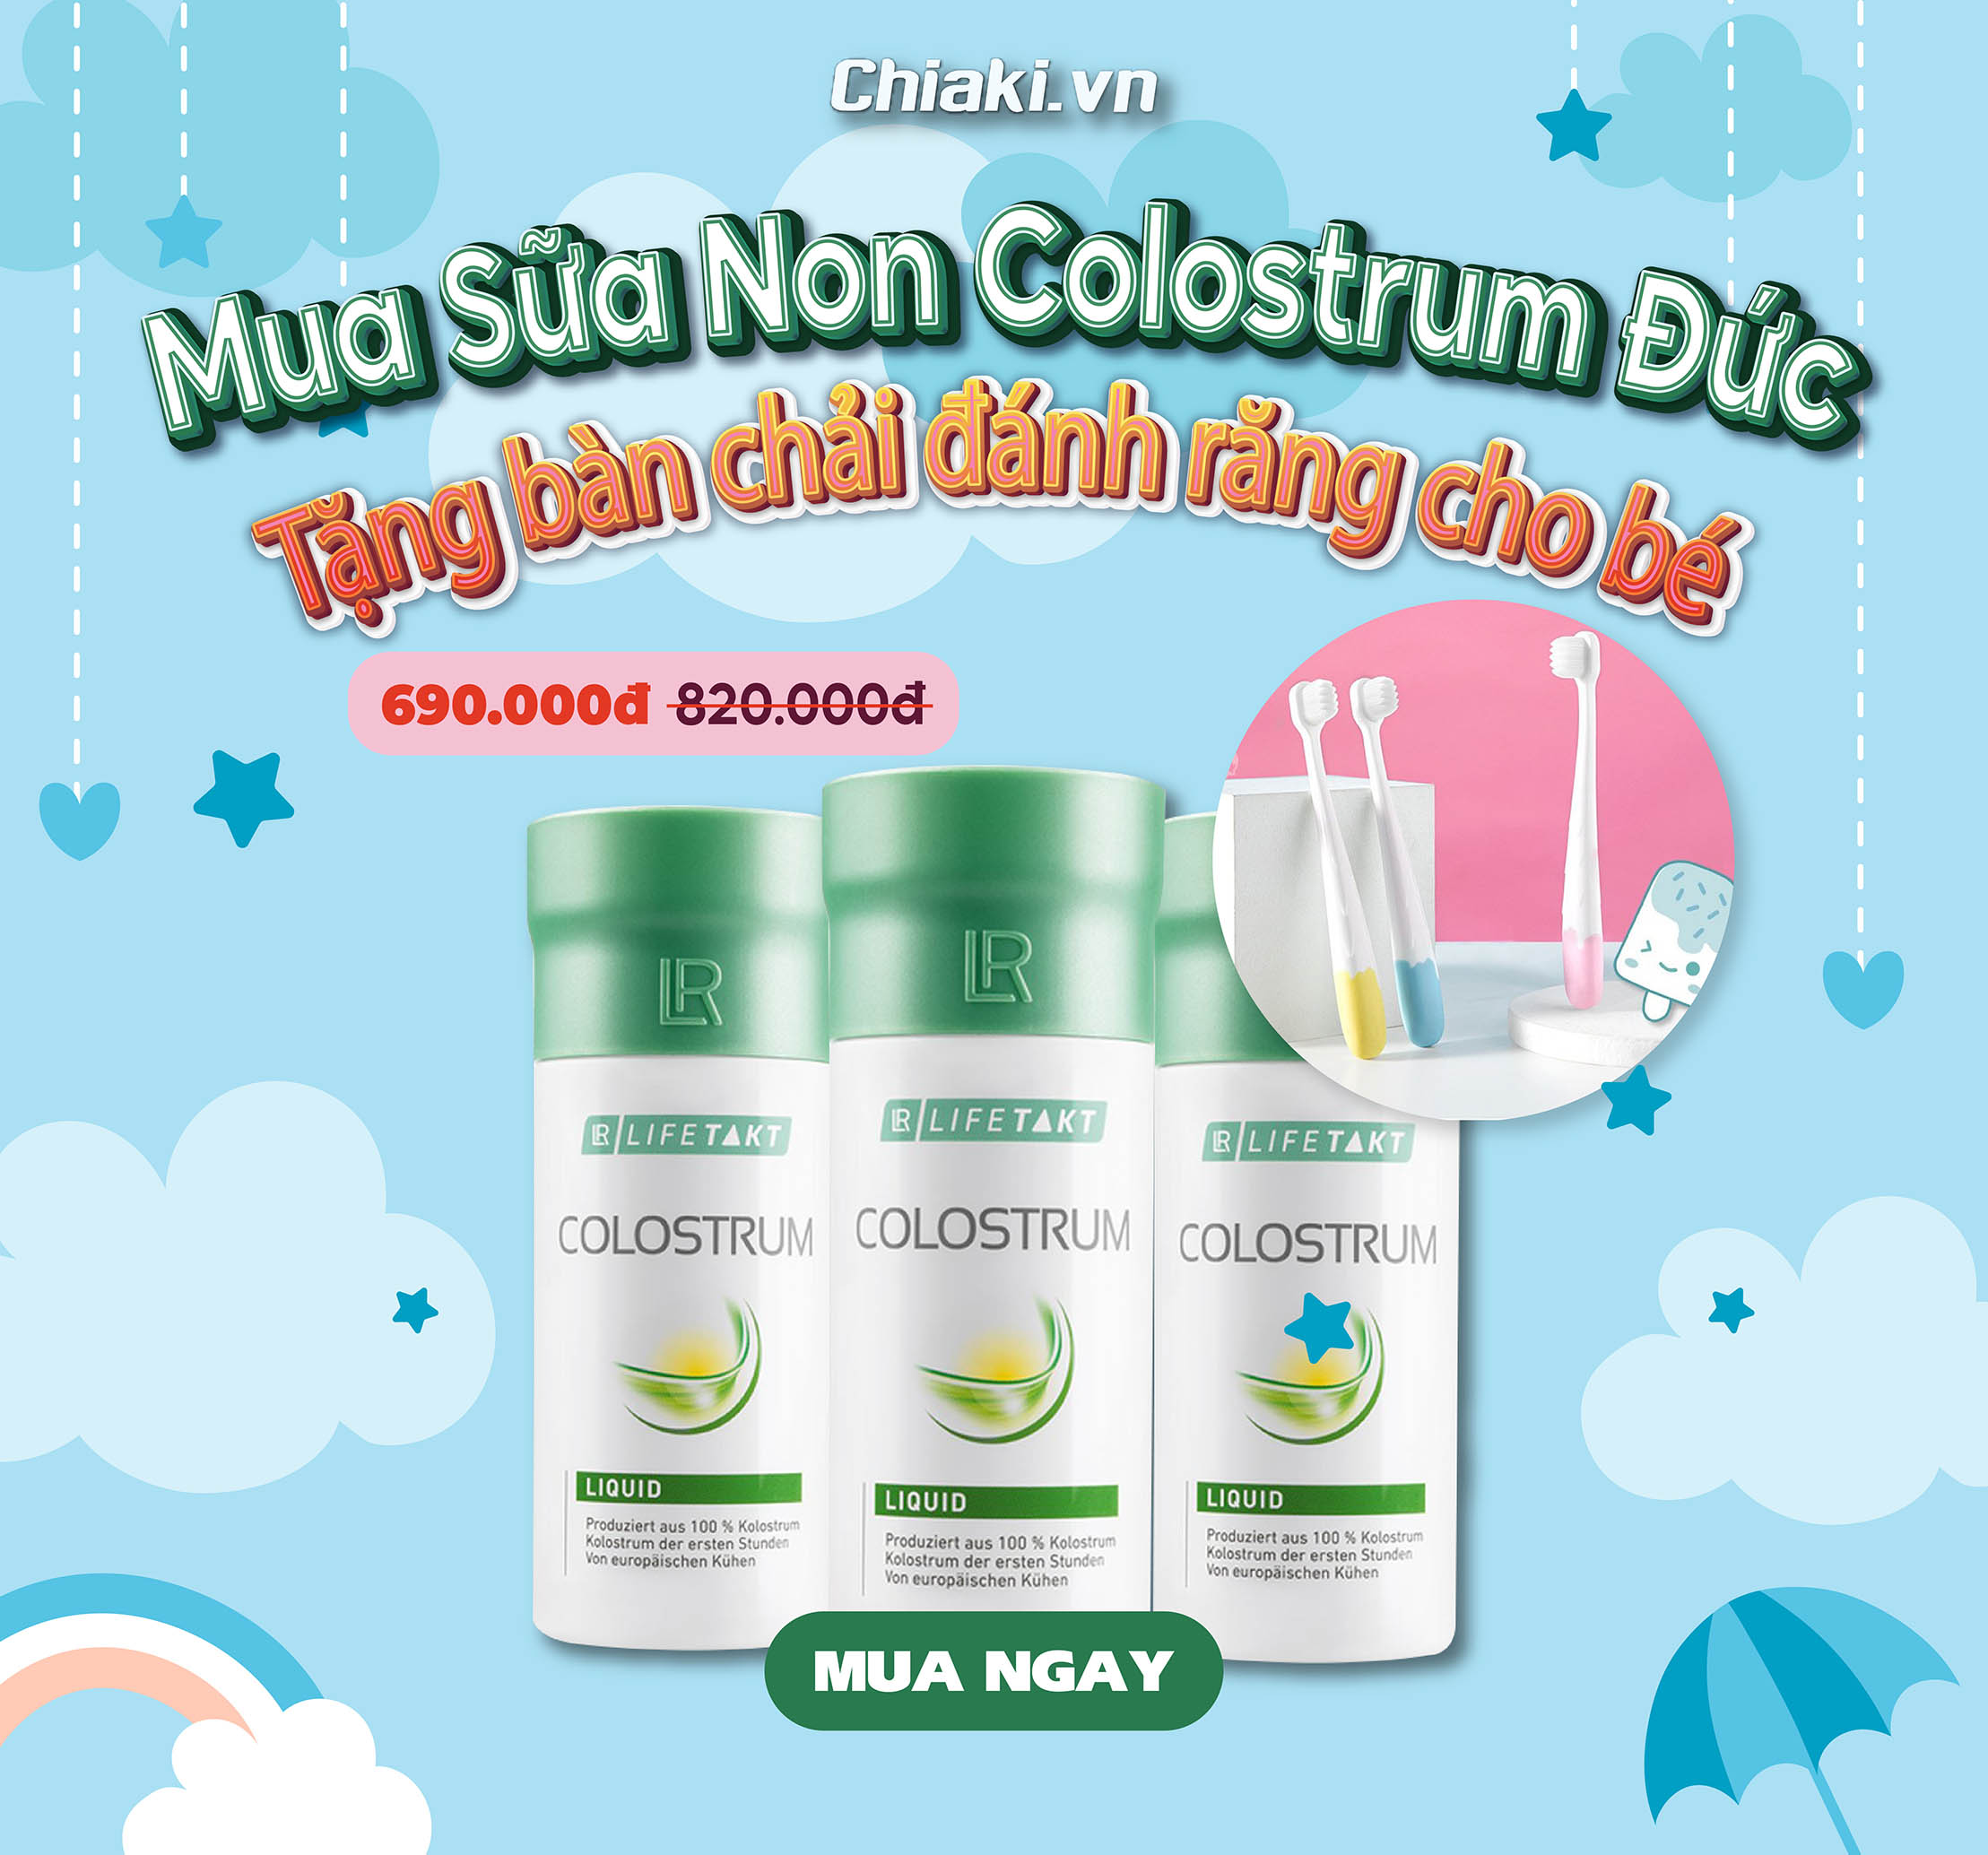 Chiaki.vn
Mua Sữa Non Colostrum Đức
Tặng bàn chải đánh răng cho bé
690.000đ 820.000đ
LR
LR
LR LIFETAKT
COLOSTRUM
LIQUID
Produziert aus 100 % Kolostrum
Kolostrum der ersten Stunden
Von europäischen Kühen
LR LIFETAKT
COLOSTRUM
LIQUID
Produziert aus 100 % Kolostrum
Kolostrum der ersten Stunden
Von europäischen Kühen
LR LIFETAKT
COLOSTRUM
LIQUID
Produziert aus 100 % Kolostrum
Kolostrum der ersten Stunden
Von europäischen Kühen
MUA NGAY